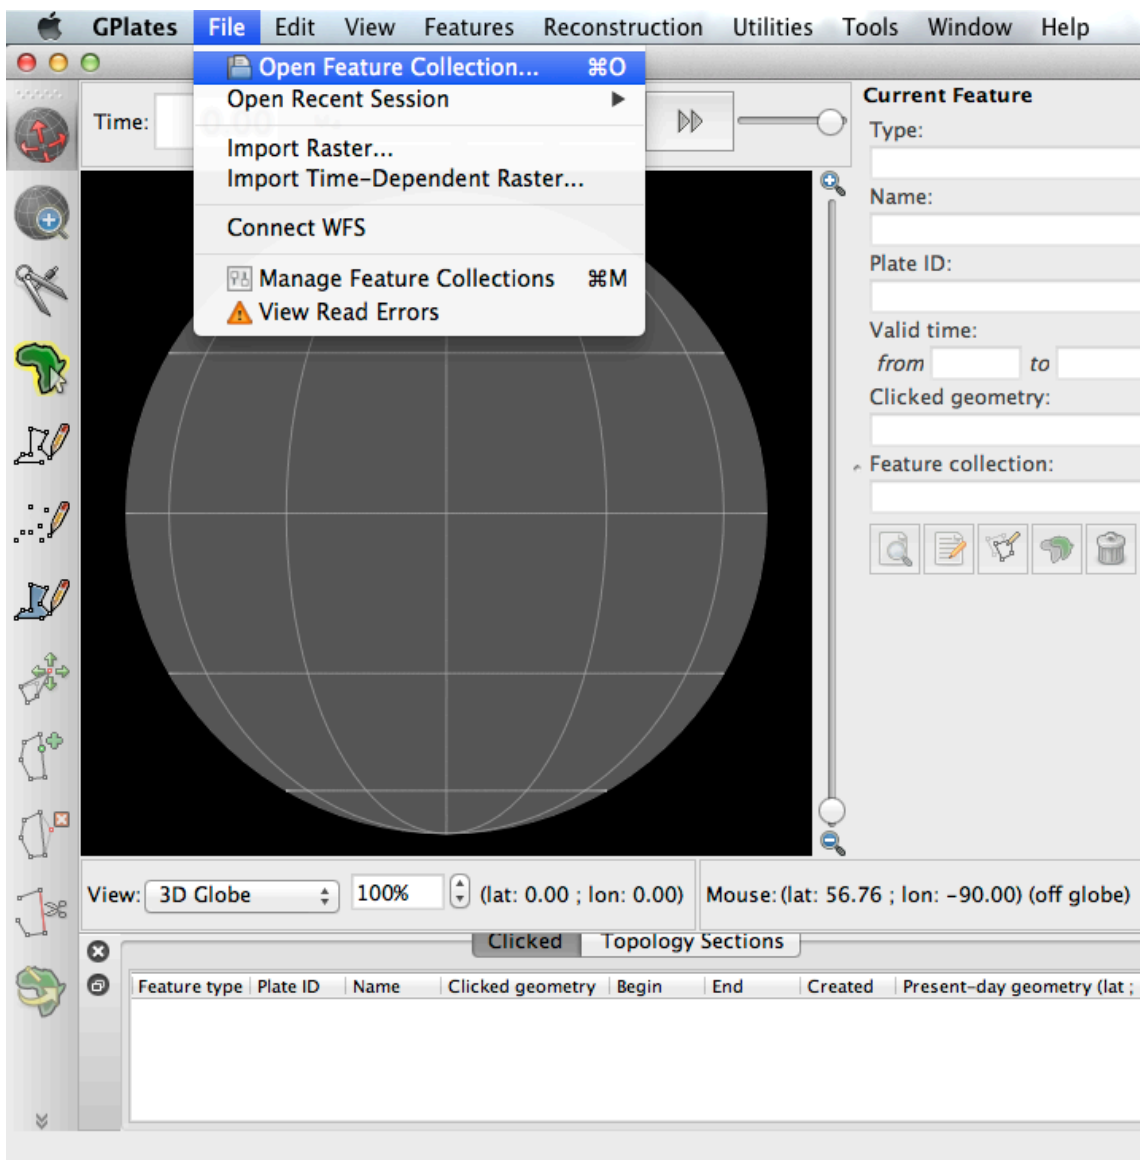 GPlates File Edit View Features Reconstruction Utilities Tools Window Help
Open Feature Collection... ⌘O
Open Recent Session
Import Raster...
Import Time-Dependent Raster...
Connect WFS
Manage Feature Collections ⌘M
View Read Errors
Time: 0.00
Current Feature
Type:
Name:
Plate ID:
Valid time:
from to
Clicked geometry:
Feature collection:
View: 3D Globe 100% (lat: 0.00 ; lon: 0.00) Mouse: (lat: 56.76 ; lon: -90.00) (off globe)
Clicked Topology Sections
Feature type Plate ID Name Clicked geometry Begin End Created Present-day geometry (lat ;